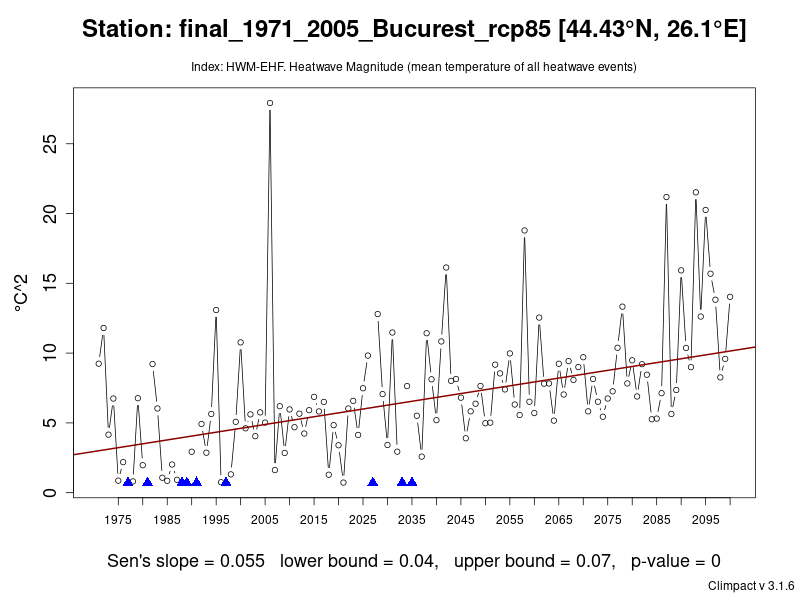 Station: final_1971_2005_Bucurest_rcp85 [44.43°N, 26.1°E]
Index: HWM-EHF. Heatwave Magnitude (mean temperature of all heatwave events)
25
20
15
10
5
0
°C^2
1975 1985 1995 2005 2015 2025 2035 2045 2055 2065 2075 2085 2095
Sen's slope = 0.055 lower bound = 0.04, upper bound = 0.07, p-value = 0
Climpact v 3.1.6